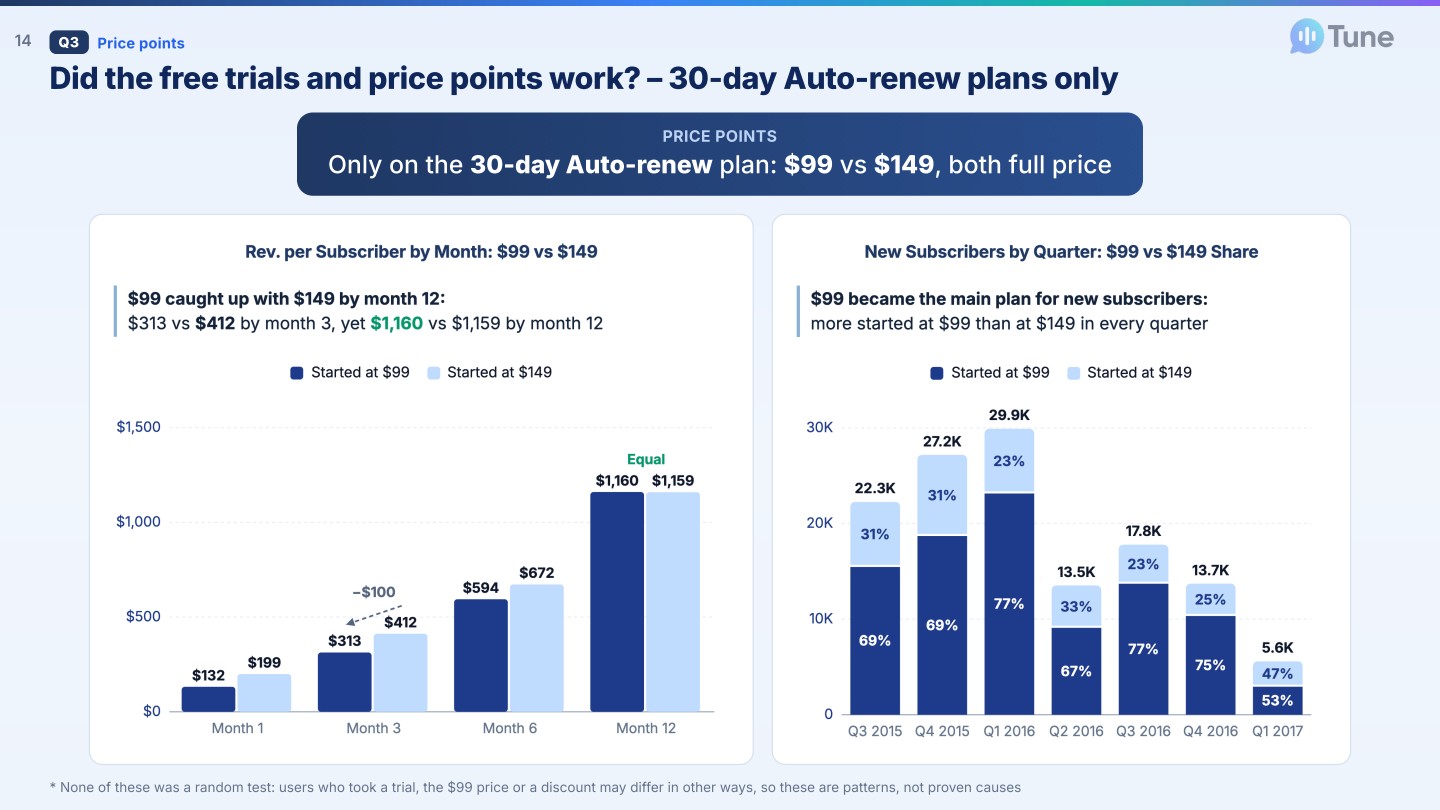 14
Q3
Price points
Tune
Did the free trials and price points work? – 30-day Auto-renew plans only
PRICE POINTS
Only on the 30-day Auto-renew plan: $99 vs $149, both full price
Rev. per Subscriber by Month: $99 vs $149
$99 caught up with $149 by month 12:
$313 vs $412 by month 3, yet $1,160 vs $1,159 by month 12
Started at $99 Started at $149
$1,500
$1,000
$500
$0
$132 $199
–$100
$313 $412
$594 $672
Equal
$1,160 $1,159
Month 1 Month 3 Month 6 Month 12
New Subscribers by Quarter: $99 vs $149 Share
$99 became the main plan for new subscribers:
more started at $99 than at $149 in every quarter
Started at $99 Started at $149
30K
20K
10K
0
22.3K
31%
69%
27.2K
31%
69%
29.9K
23%
77%
13.5K
33%
67%
17.8K
23%
77%
13.7K
25%
75%
5.6K
47%
53%
Q3 2015 Q4 2015 Q1 2016 Q2 2016 Q3 2016 Q4 2016 Q1 2017
* None of these was a random test: users who took a trial, the $99 price or a discount may differ in other ways, so these are patterns, not proven causes